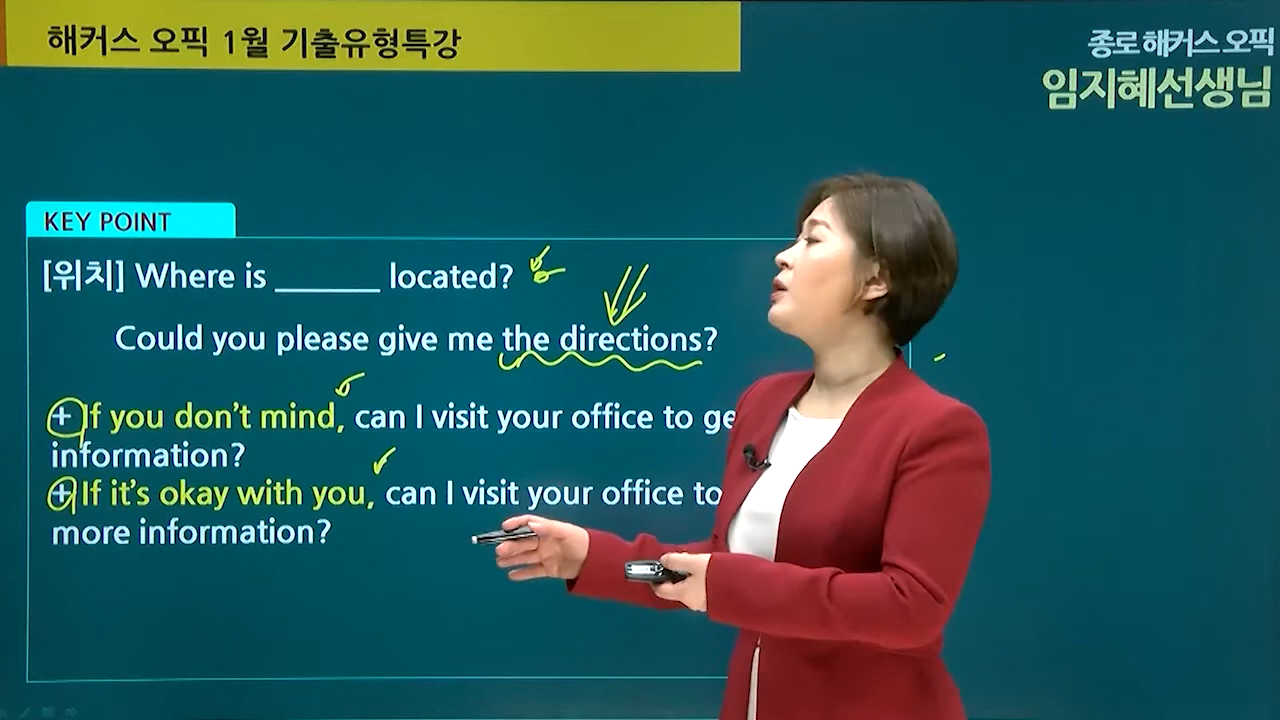 해커스 오픽 1월 기출유형특강
종로 해커스 오픽
임지혜선생님
KEY POINT
[위치] Where is ______ located?
Could you please give me the directions?
+ If you don't mind, can I visit your office to ge
information?
+ If it's okay with you, can I visit your office to
more information?